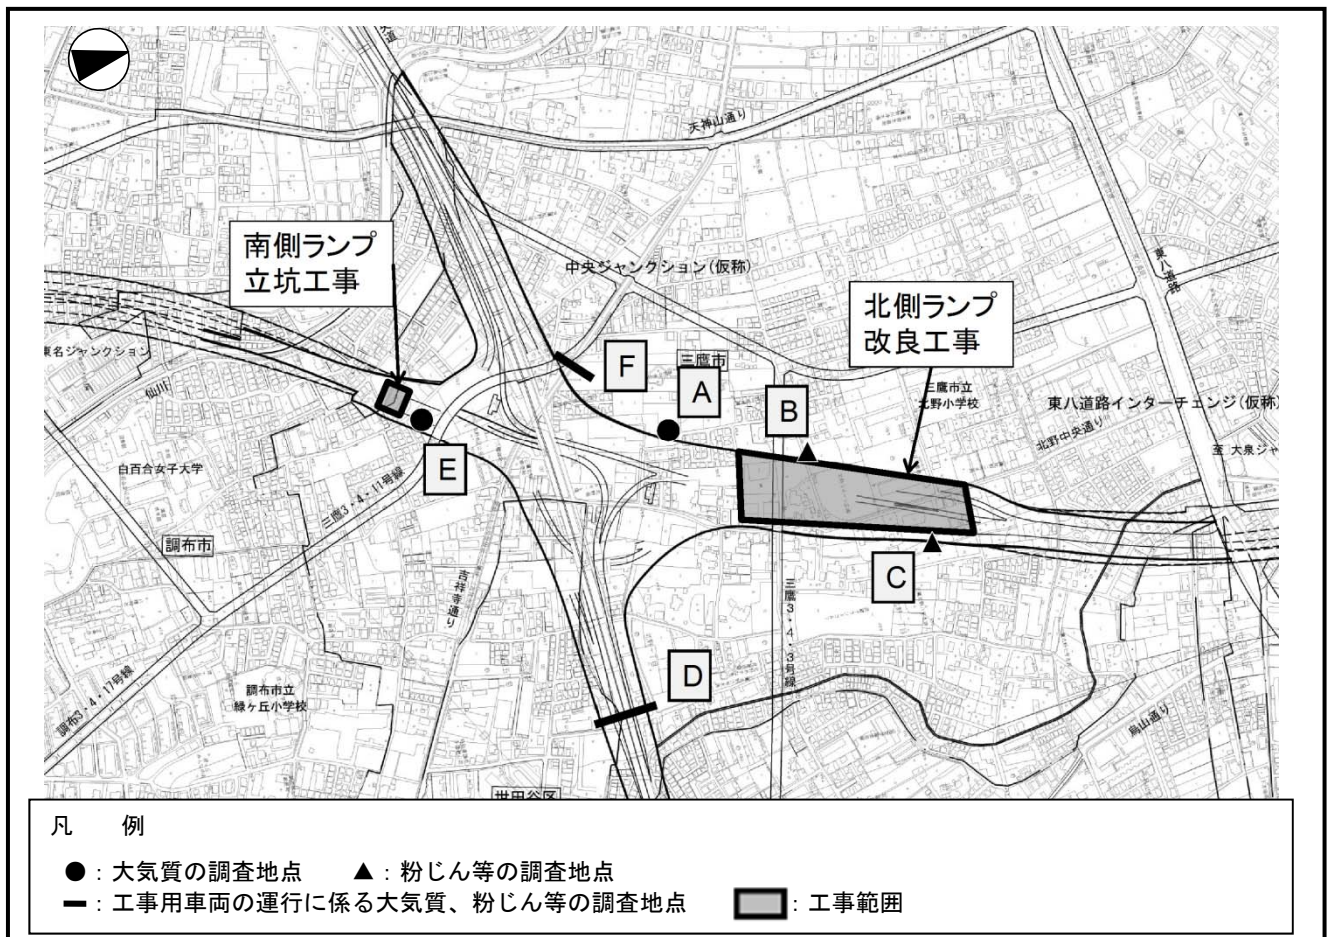 天神山通り
南側ランプ
立坑工事
中央ジャンクション(仮称)
東八道路
北側ランプ
改良工事
東名ジャンクション
仙川
F
三鷹市
A
B
三鷹市立
北野小学校
東八道路インターチェンジ(仮称)
北野中央通り
至 大泉ジャ
白百合女子大学
E
三鷹3・4・11号線
調布市
吉祥寺通り
C
三鷹3・4・3号線
D
調布市立
緑ヶ丘小学校
調布3・4・17号線
烏山通り
世田谷区
凡 例
●:大気質の調査地点 ▲:粉じん等の調査地点
━:工事用車両の運行に係る大気質、粉じん等の調査地点 :工事範囲